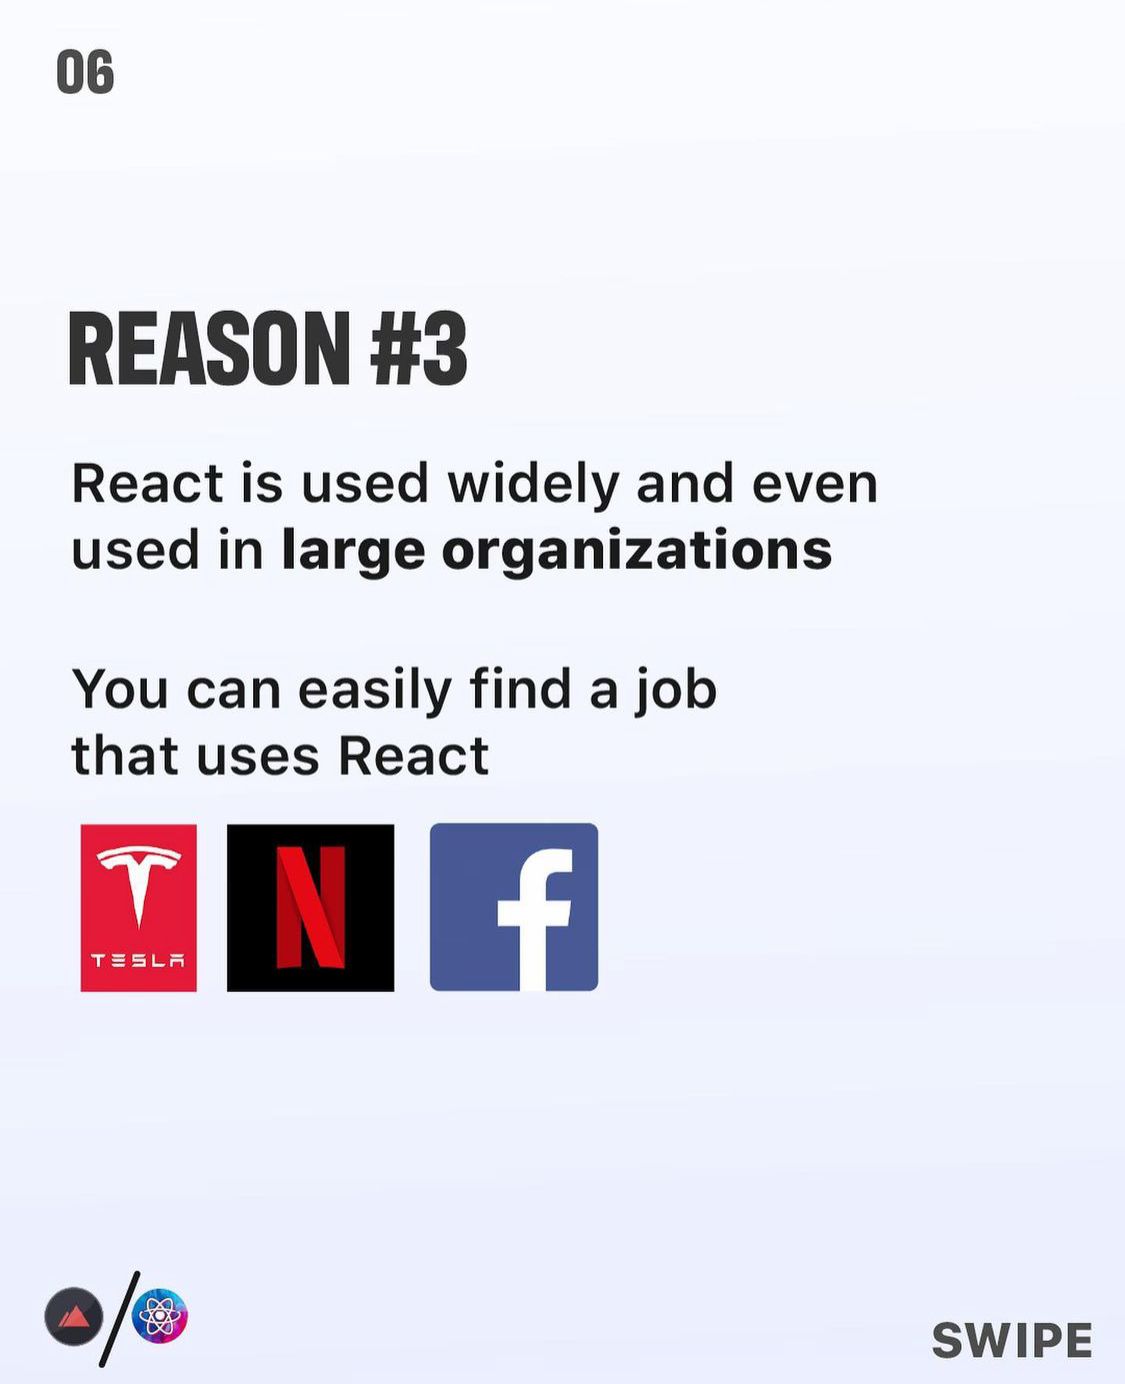 06
REASON #3
React is used widely and even
used in large organizations
You can easily find a job
that uses React
TESLA
SWIPE